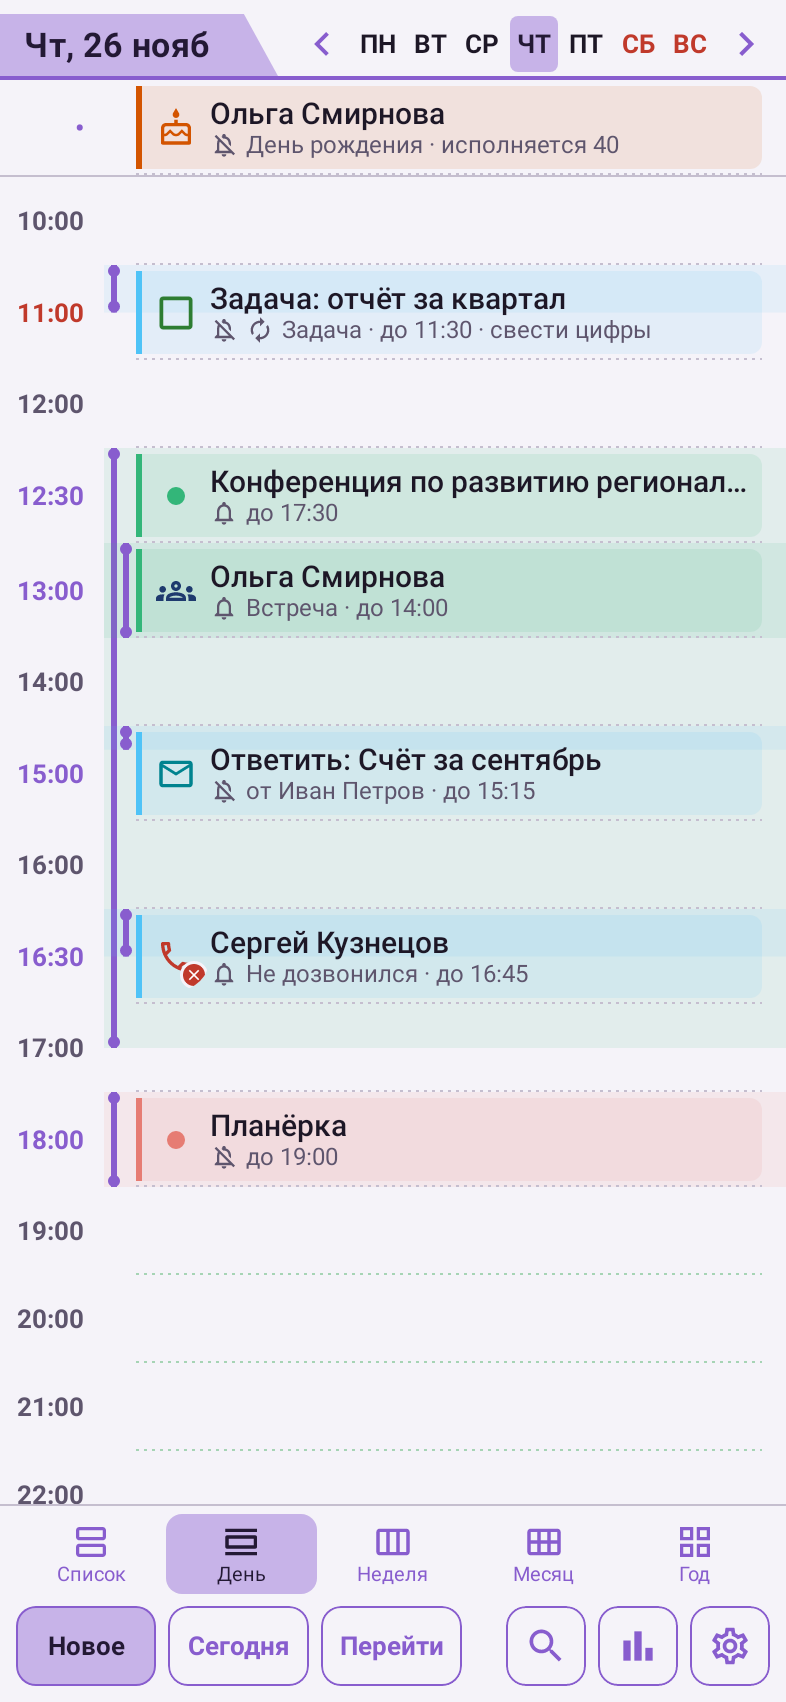 Чт, 26 нояб
ПН ВТ СР ЧТ ПТ СБ ВС
Ольга Смирнова
День рождения · исполняется 40
10:00
Задача: отчёт за квартал
11:00
Задача · до 11:30 · свести цифры
12:00
Конференция по развитию регионал...
12:30
до 17:30
Ольга Смирнова
13:00
Встреча · до 14:00
14:00
Ответить: Счёт за сентябрь
15:00
от Иван Петров · до 15:15
16:00
Сергей Кузнецов
16:30
Не дозвонился · до 16:45
17:00
Планёрка
18:00
до 19:00
19:00
20:00
21:00
22:00
Список День Неделя Месяц Год
Новое Сегодня Перейти